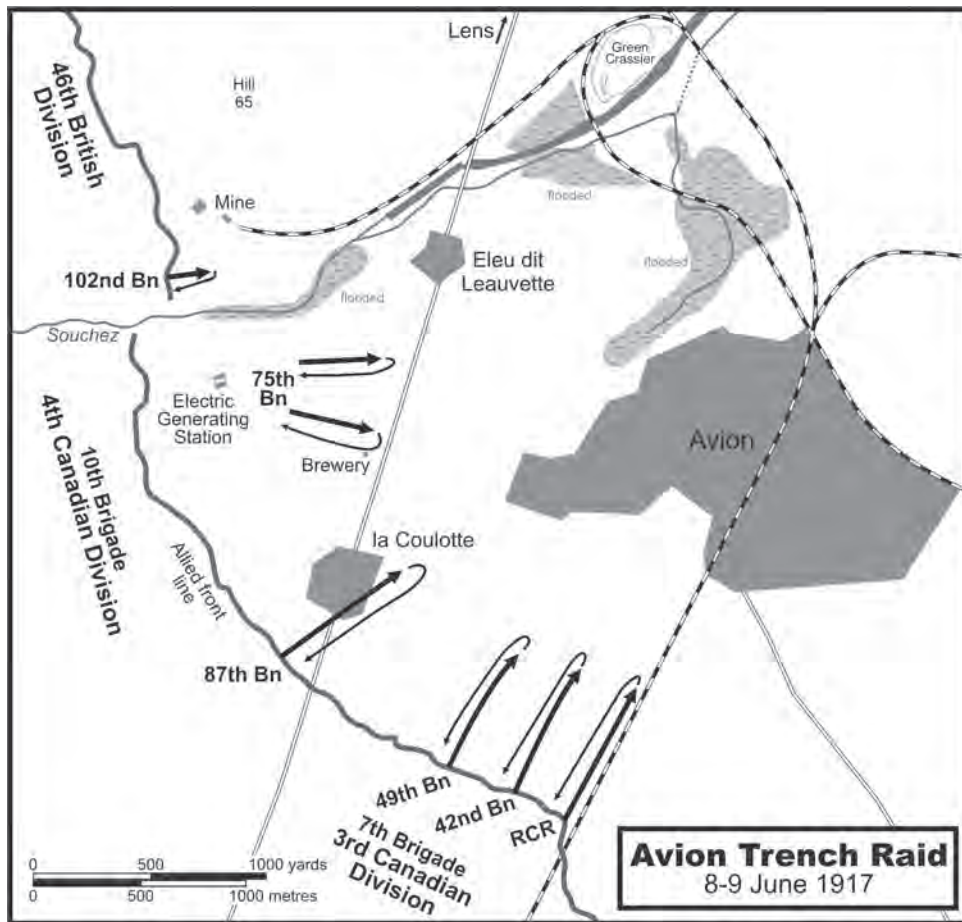 Lens
Green
Crassier
46th British
Division
Hill
65
Mine
flooded
102nd Bn
Eleu dit
Leauvette
flooded
flooded
Souchez
75th
Bn
Electric
Generating
Station
Brewery
Avion
10th Brigade
4th Canadian Division
Allied front
line
la Coulotte
87th Bn
49th Bn
42nd Bn
RCR
7th Brigade
3rd Canadian
Division
0 500 1000 yards
0 500 1000 metres
Avion Trench Raid
8-9 June 1917